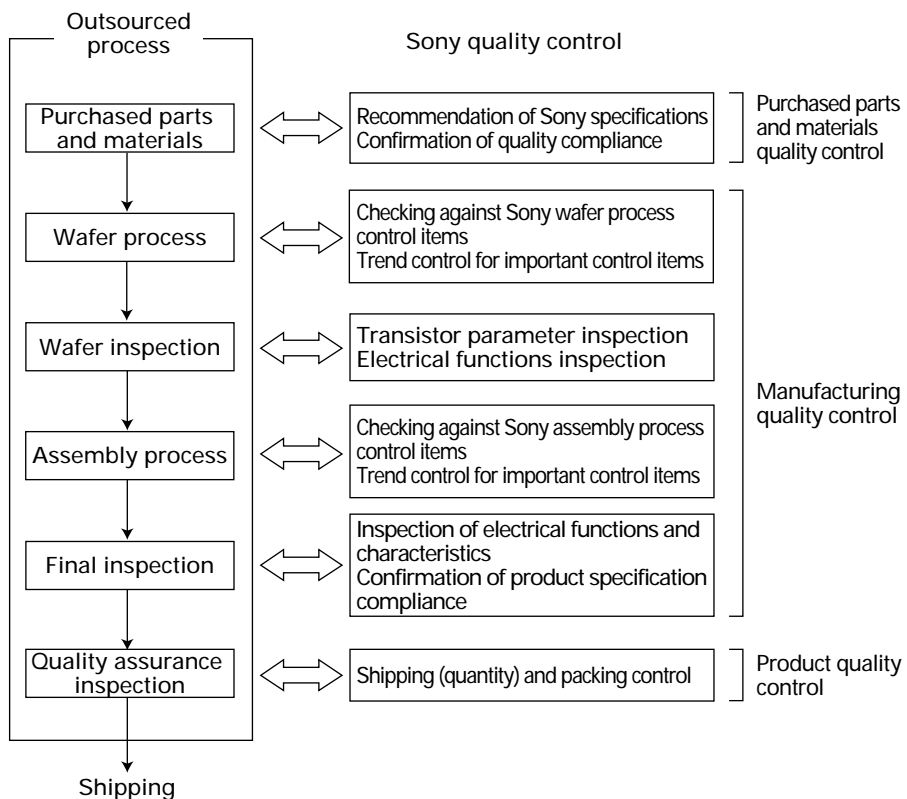 Outsourced
process
Sony quality control
Purchased parts
and materials
Recommendation of Sony specifications
Confirmation of quality compliance
Purchased parts
and materials
quality control
Wafer process
Checking against Sony wafer process
control items
Trend control for important control items
Wafer inspection
Transistor parameter inspection
Electrical functions inspection
Manufacturing
quality control
Assembly process
Checking against Sony assembly process
control items
Trend control for important control items
Final inspection
Inspection of electrical functions and
characteristics
Confirmation of product specification
compliance
Quality assurance
inspection
Shipping (quantity) and packing control
Product quality
control
Shipping